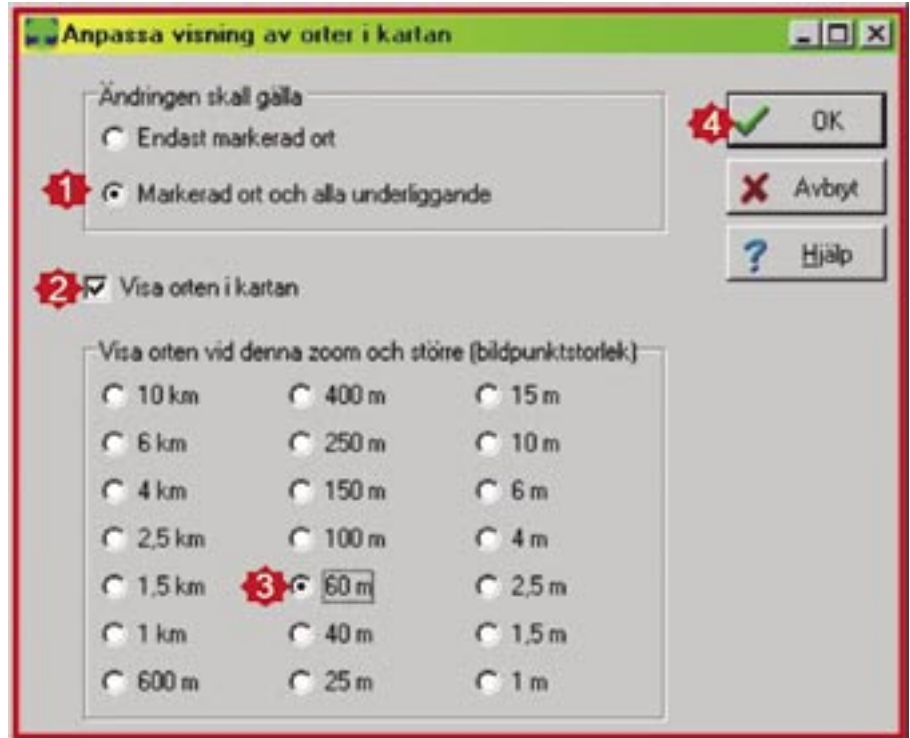 Anpassa visning av orter i kartan
Ändringen skall gälla
Endast markerad ort
1 Markerad ort och alla underliggande
4 OK
Avbryt
Hjälp
2 Visa orten i kartan
Visa orten vid denna zoom och större (bildpunktstorlek)
10 km 400 m 15 m
6 km 250 m 10 m
4 km 150 m 6 m
2,5 km 100 m 4 m
1,5 km 3 60 m 2,5 m
1 km 40 m 1,5 m
600 m 25 m 1 m